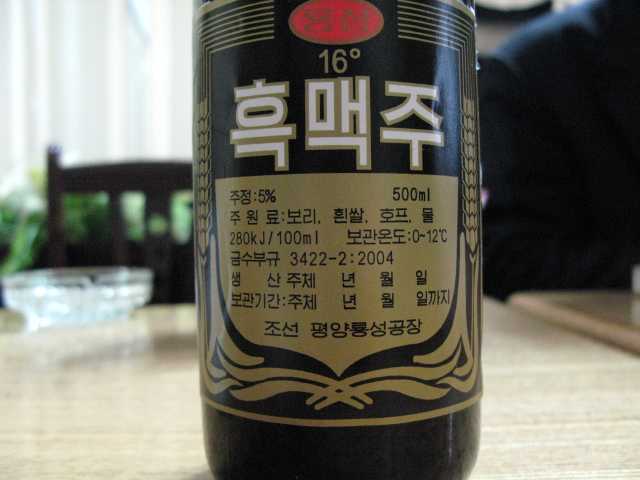 룡성
16°
흑맥주
주정:5% 500ml
주 원 료:보리, 흰쌀, 호프, 물
280kJ/100ml 보관온도:0~12℃
금수부규 3422-2:2004
생 산 주체 년 월 일
보관기간:주체 년 월 일까지
조선 평양룡성공장